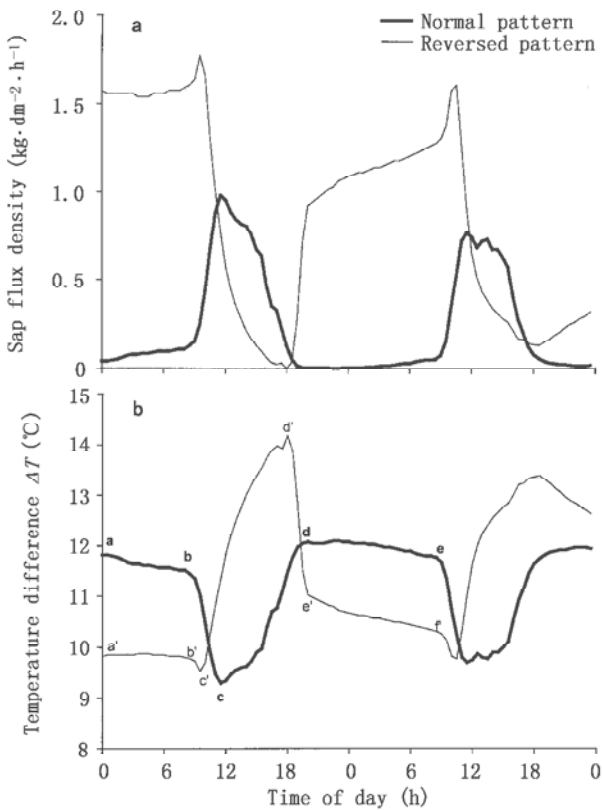 a
Normal pattern
Reversed pattern
Sap flux density (kg·dm⁻²·h⁻¹)
2.0
1.5
1.0
0.5
0
b
Temperature difference ΔT (℃)
15
14
13
12
11
10
9
8
a
b
c
d
e
a'
b'
c'
d'
e'
f'
0 6 12 18 0 6 12 18 0
Time of day (h)